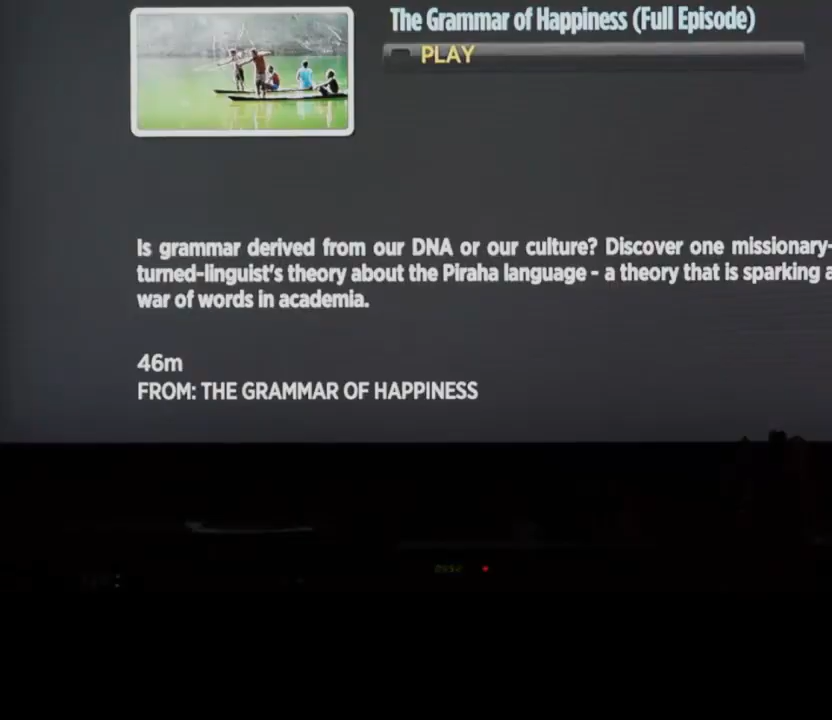 The Grammar of Happiness (Full Episode)
PLAY
Is grammar derived from our DNA or our culture? Discover one missionary-
turned-linguist's theory about the Piraha language - a theory that is sparking a
war of words in academia.
46m
FROM: THE GRAMMAR OF HAPPINESS